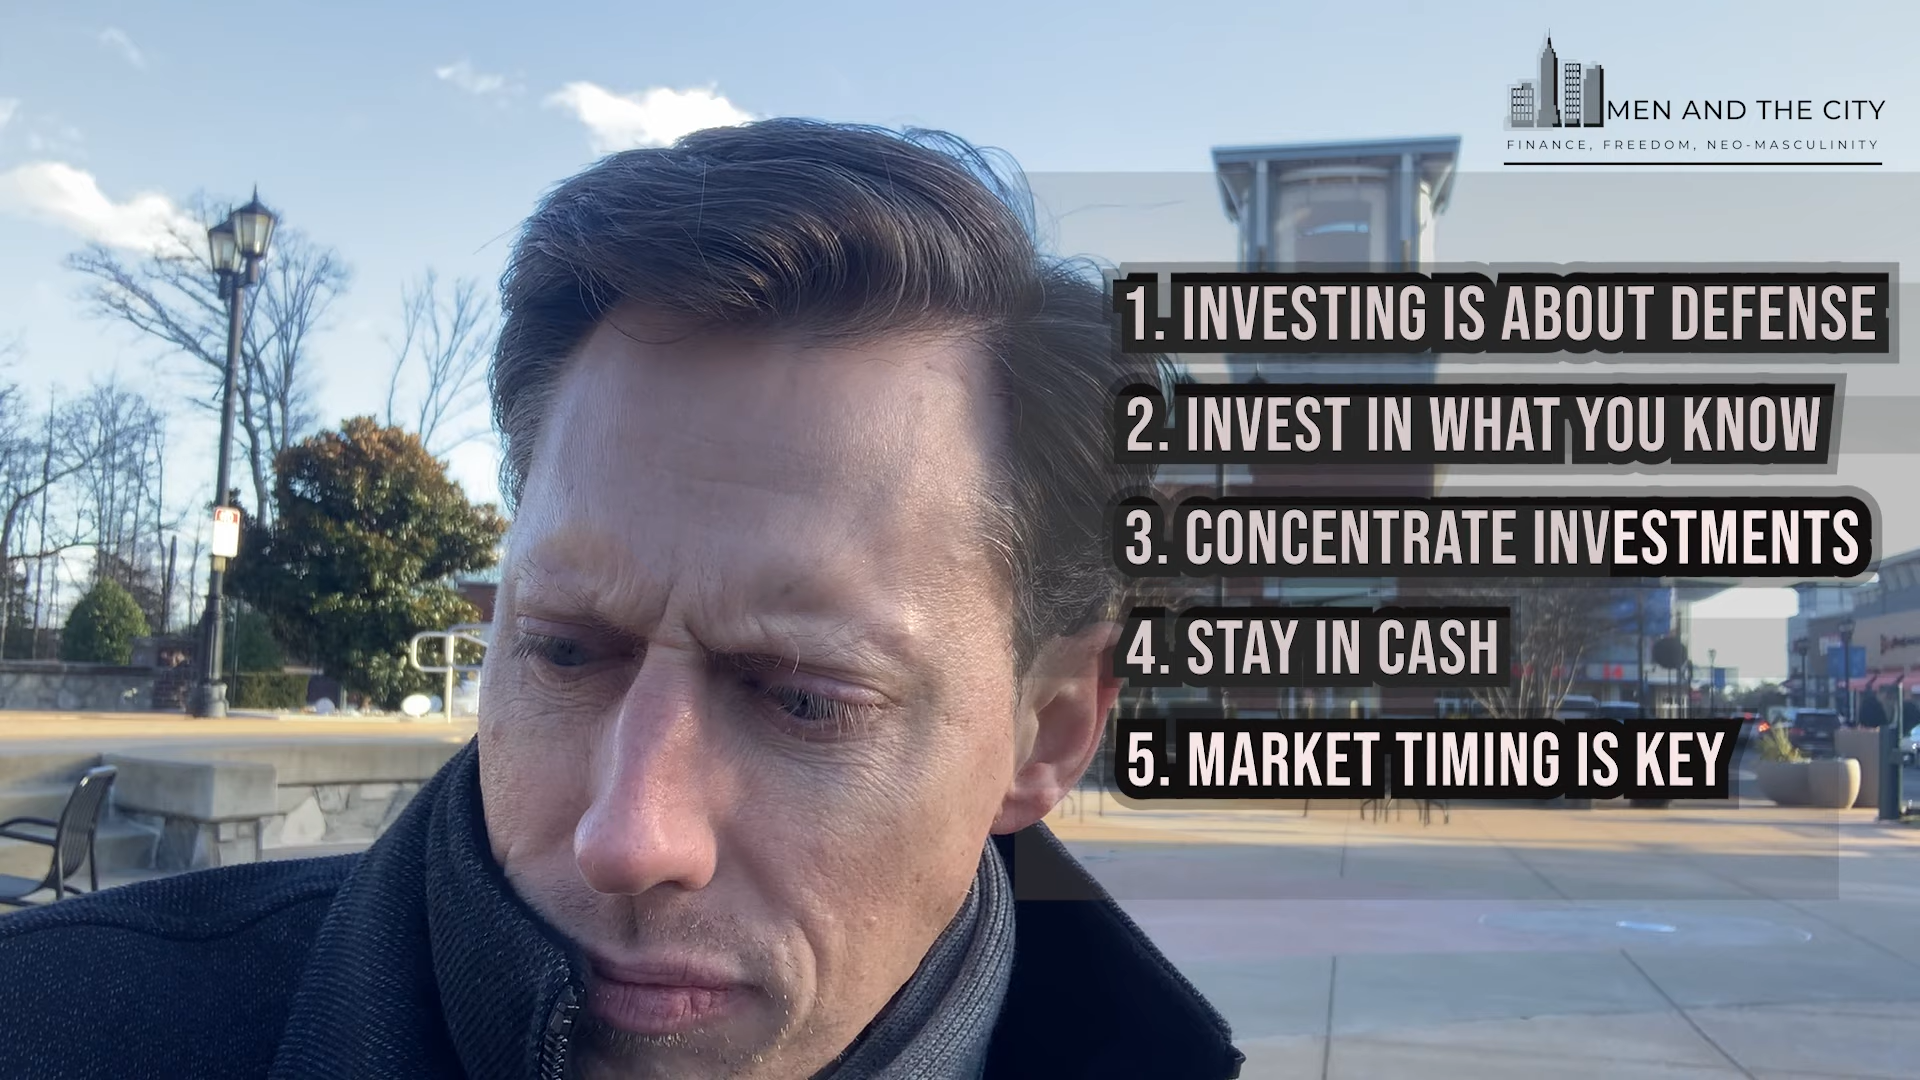 MEN AND THE CITY
FINANCE, FREEDOM, NEO-MASCULINITY
1. INVESTING IS ABOUT DEFENSE
2. INVEST IN WHAT YOU KNOW
3. CONCENTRATE INVESTMENTS
4. STAY IN CASH
5. MARKET TIMING IS KEY